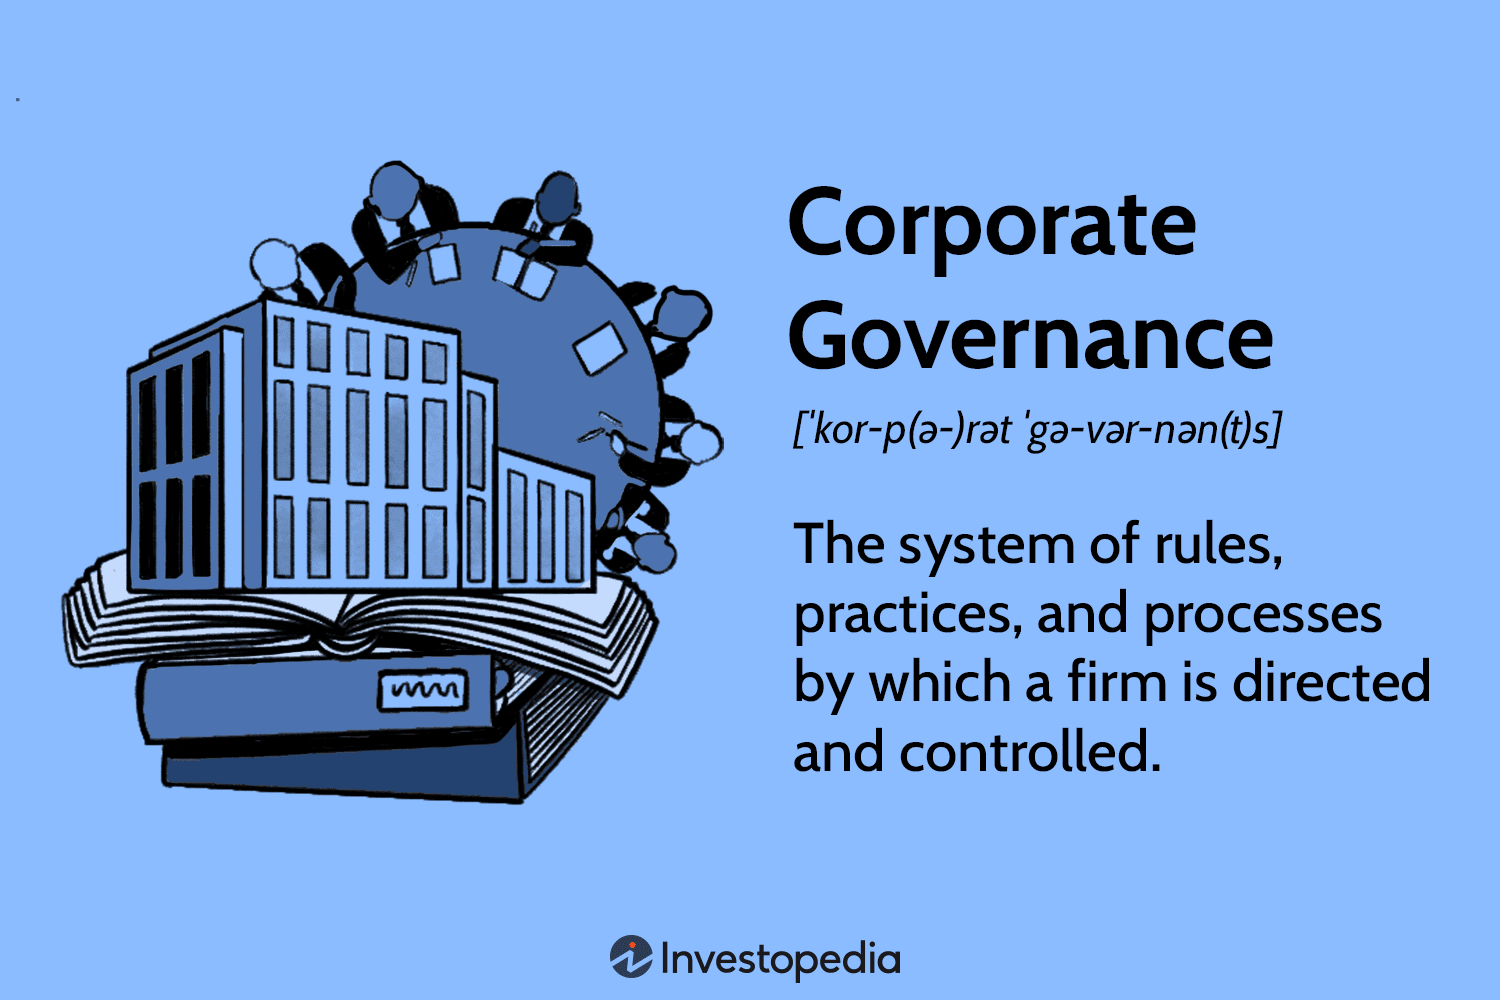 Corporate
Governance
[ˈkor-p(ə-)rət ˈgə-vər-nən(t)s]
The system of rules,
practices, and processes
by which a firm is directed
and controlled.
Investopedia